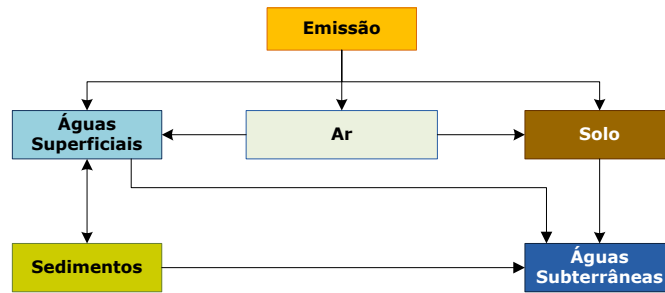 Emissão
Águas
Superficiais
Ar
Solo
Sedimentos
Águas
Subterrâneas